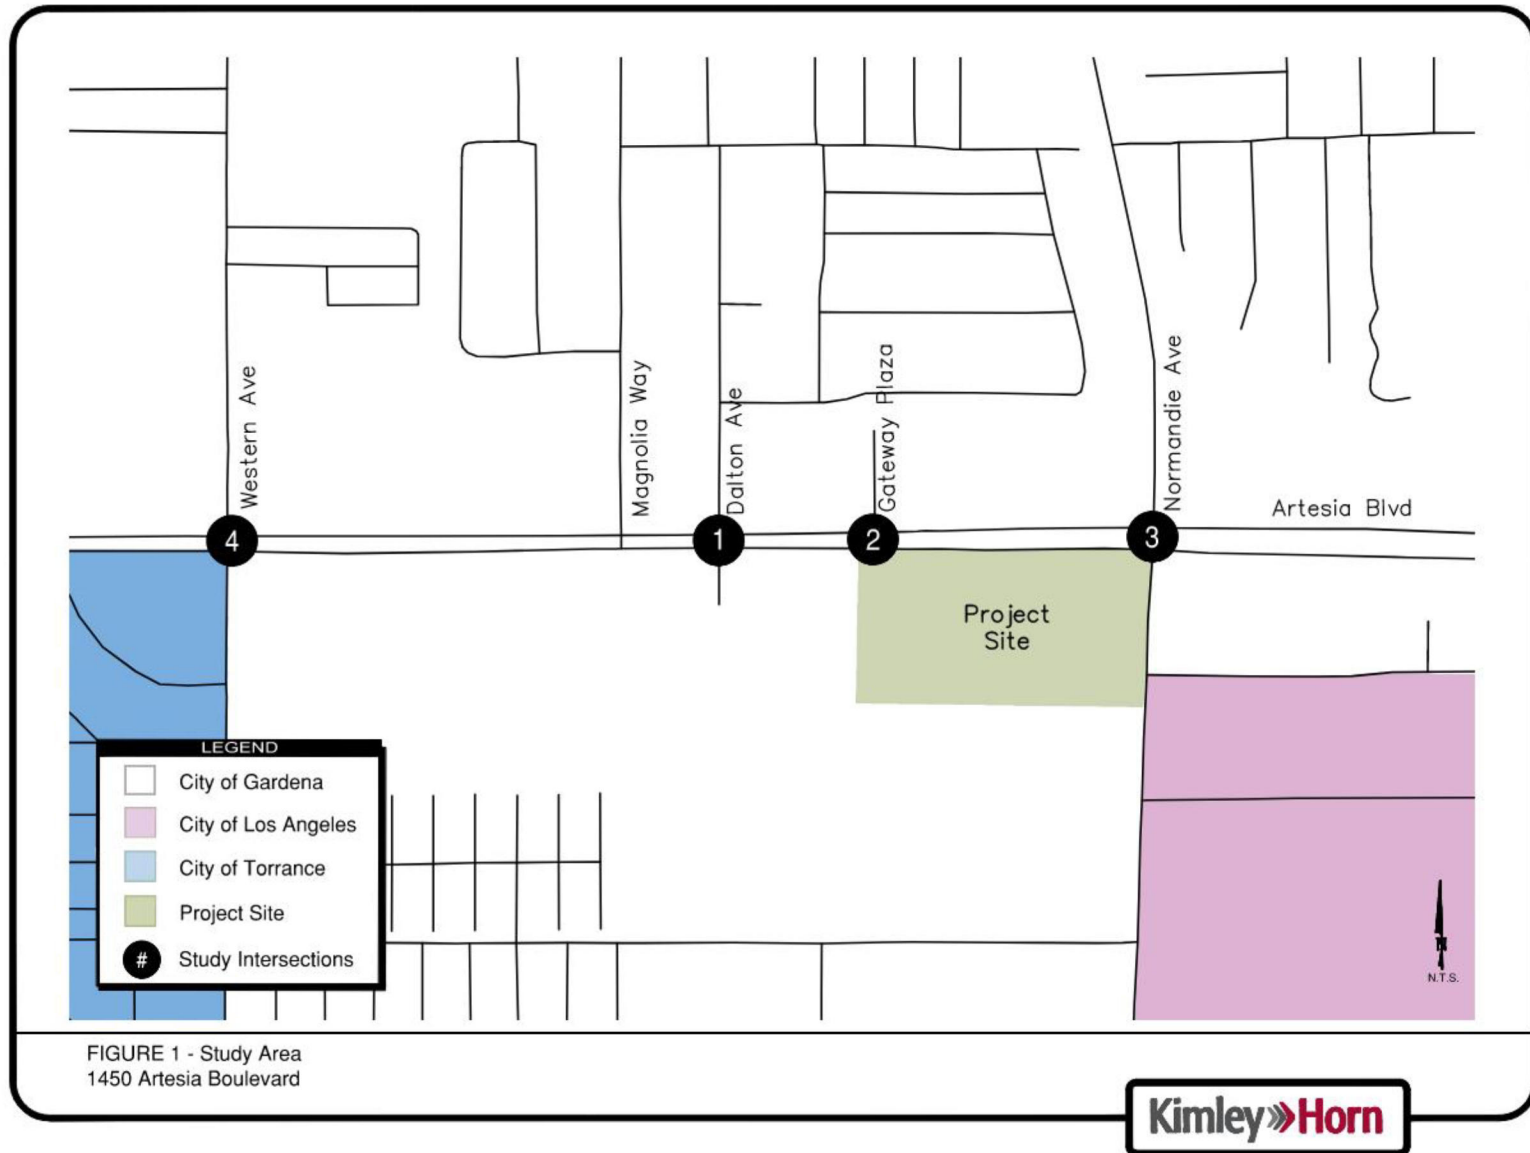 Western Ave
Magnolia Way
Dalton Ave
Gateway Plaza
Normandie Ave
Artesia Blvd
4
1
2
3
Project
Site
LEGEND
City of Gardena
City of Los Angeles
City of Torrance
Project Site
# Study Intersections
N
N.T.S.
FIGURE 1 - Study Area
1450 Artesia Boulevard
Kimley»Horn